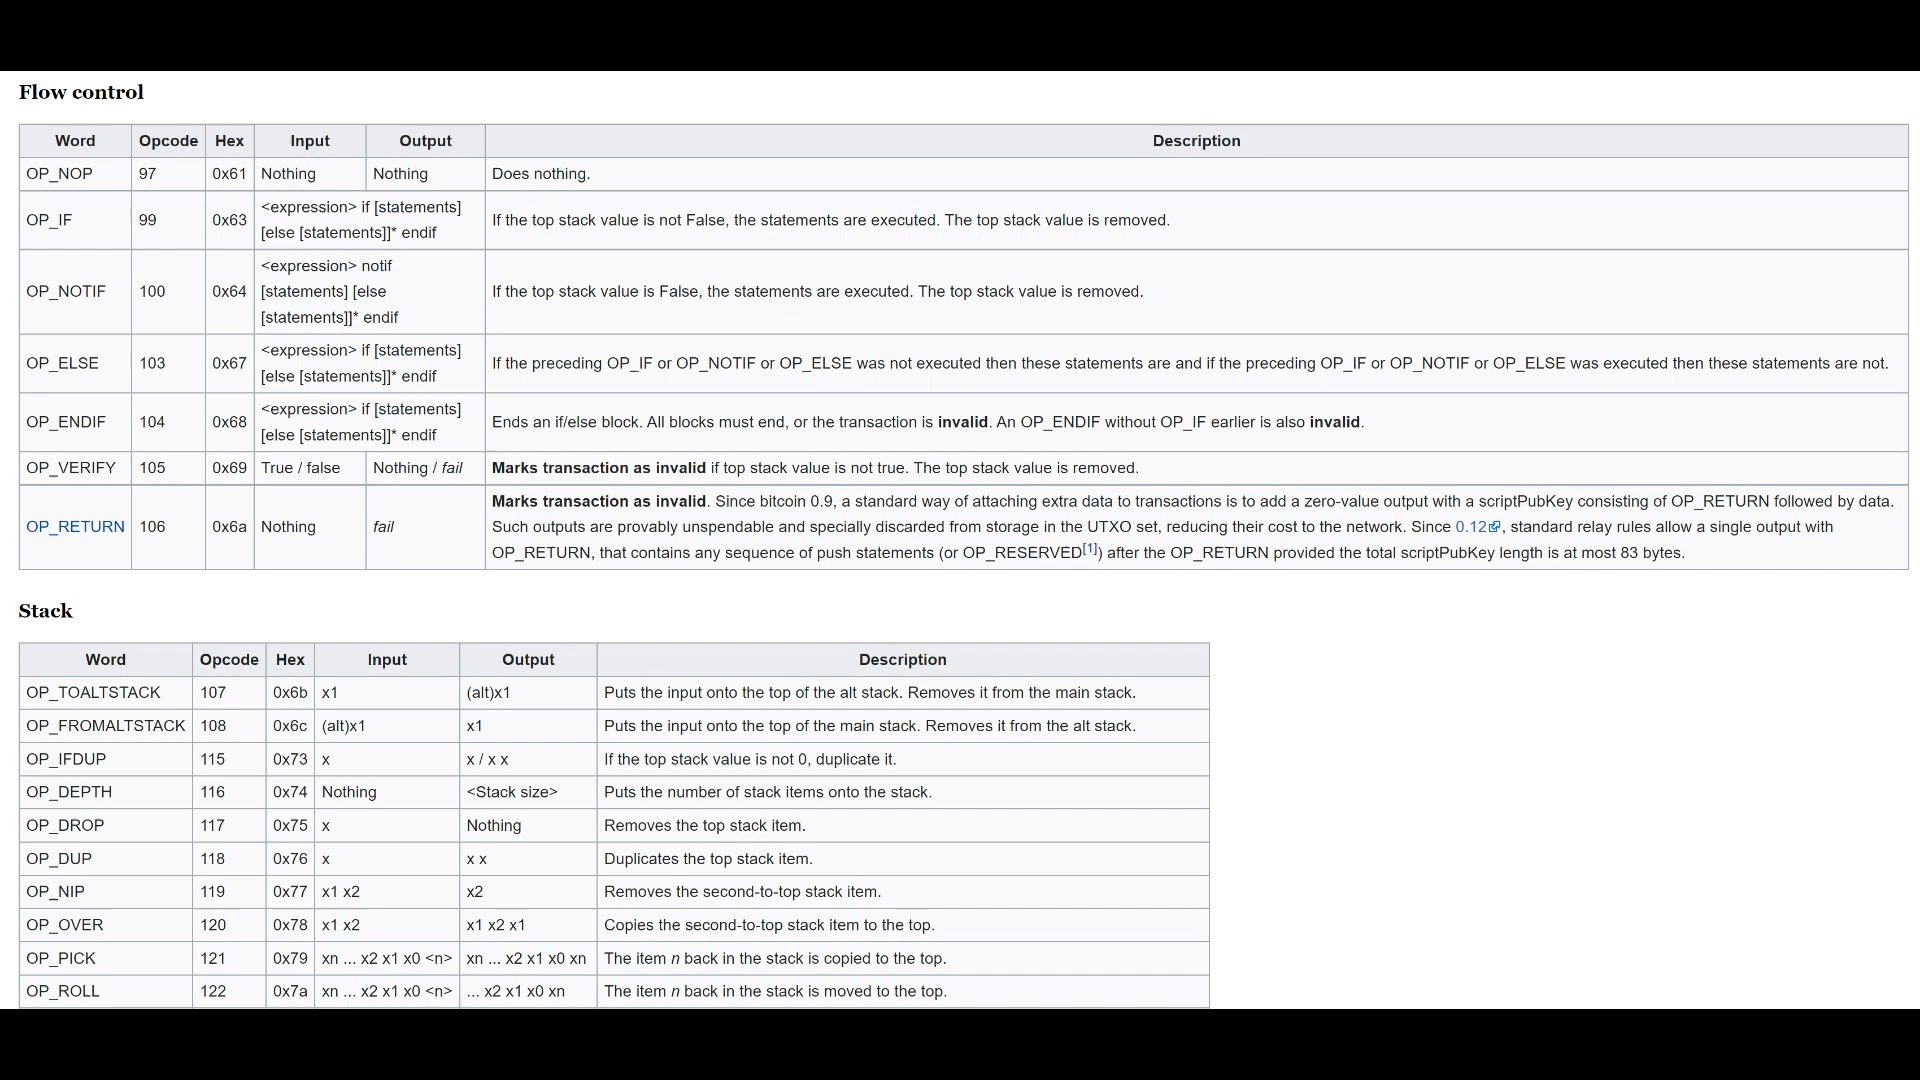 Flow control
Word Opcode Hex Input Output Description
OP_NOP 97 0x61 Nothing Nothing Does nothing.
OP_IF 99 0x63 <expression> if [statements] [else [statements]]* endif If the top stack value is not False, the statements are executed. The top stack value is removed.
OP_NOTIF 100 0x64 <expression> notif [statements] [else [statements]]* endif If the top stack value is False, the statements are executed. The top stack value is removed.
OP_ELSE 103 0x67 <expression> if [statements] [else [statements]]* endif If the preceding OP_IF or OP_NOTIF or OP_ELSE was not executed then these statements are and if the preceding OP_IF or OP_NOTIF or OP_ELSE was executed then these statements are not.
OP_ENDIF 104 0x68 <expression> if [statements] [else [statements]]* endif Ends an if/else block. All blocks must end, or the transaction is invalid. An OP_ENDIF without OP_IF earlier is also invalid.
OP_VERIFY 105 0x69 True / false Nothing / fail Marks transaction as invalid if top stack value is not true. The top stack value is removed.
OP_RETURN 106 0x6a Nothing fail Marks transaction as invalid. Since bitcoin 0.9, a standard way of attaching extra data to transactions is to add a zero-value output with a scriptPubKey consisting of OP_RETURN followed by data.
Such outputs are provably unspendable and specially discarded from storage in the UTXO set, reducing their cost to the network. Since 0.12, standard relay rules allow a single output with
OP_RETURN, that contains any sequence of push statements (or OP_RESERVED[1]) after the OP_RETURN provided the total scriptPubKey length is at most 83 bytes.
Stack
Word Opcode Hex Input Output Description
OP_TOALTSTACK 107 0x6b x1 (alt)x1 Puts the input onto the top of the alt stack. Removes it from the main stack.
OP_FROMALTSTACK 108 0x6c (alt)x1 x1 Puts the input onto the top of the main stack. Removes it from the alt stack.
OP_IFDUP 115 0x73 x x / x x If the top stack value is not 0, duplicate it.
OP_DEPTH 116 0x74 Nothing <Stack size> Puts the number of stack items onto the stack.
OP_DROP 117 0x75 x Nothing Removes the top stack item.
OP_DUP 118 0x76 x x x Duplicates the top stack item.
OP_NIP 119 0x77 x1 x2 x2 Removes the second-to-top stack item.
OP_OVER 120 0x78 x1 x2 x1 x2 x1 Copies the second-to-top stack item to the top.
OP_PICK 121 0x79 xn ... x2 x1 x0 <n> xn ... x2 x1 x0 xn The item n back in the stack is copied to the top.
OP_ROLL 122 0x7a xn ... x2 x1 x0 <n> ... x2 x1 x0 xn The item n back in the stack is moved to the top.